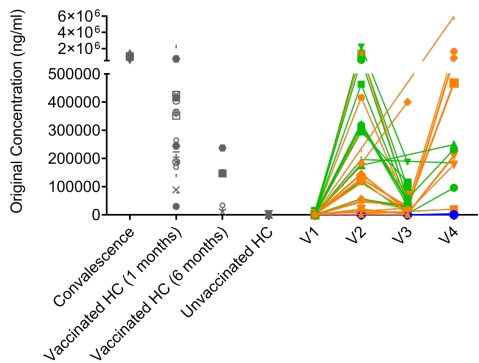 Original Concentration (ng/ml)
6×10⁶
4×10⁶
2×10⁶
500000
400000
300000
200000
100000
0
Convalescence
Vaccinated HC (1 months)
Vaccinated HC (6 months)
Unvaccinated HC
V1
V2
V3
V4